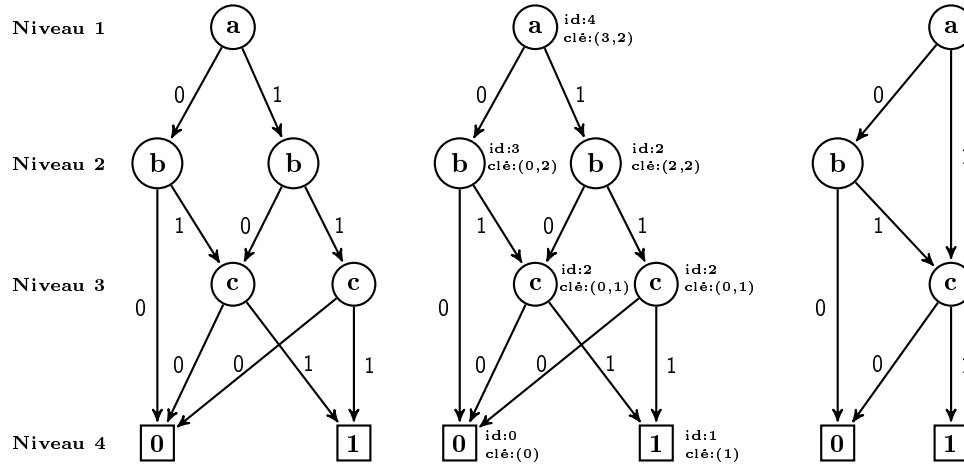 Niveau 1 a a id:4 a
clé:(3,2)
0 1 0 1 0
Niveau 2 b b b id:3 b id:2 b
clé:(0,2) clé:(2,2)
1 0 1 1 0 1 1
Niveau 3 c c c id:2 c id:2 c
clé:(0,1) clé:(0,1)
0 0 0
0 0 1 1 0 0 1 1 0
Niveau 4 0 1 0 id:0 1 id:1 0 1
clé:(0) clé:(1)